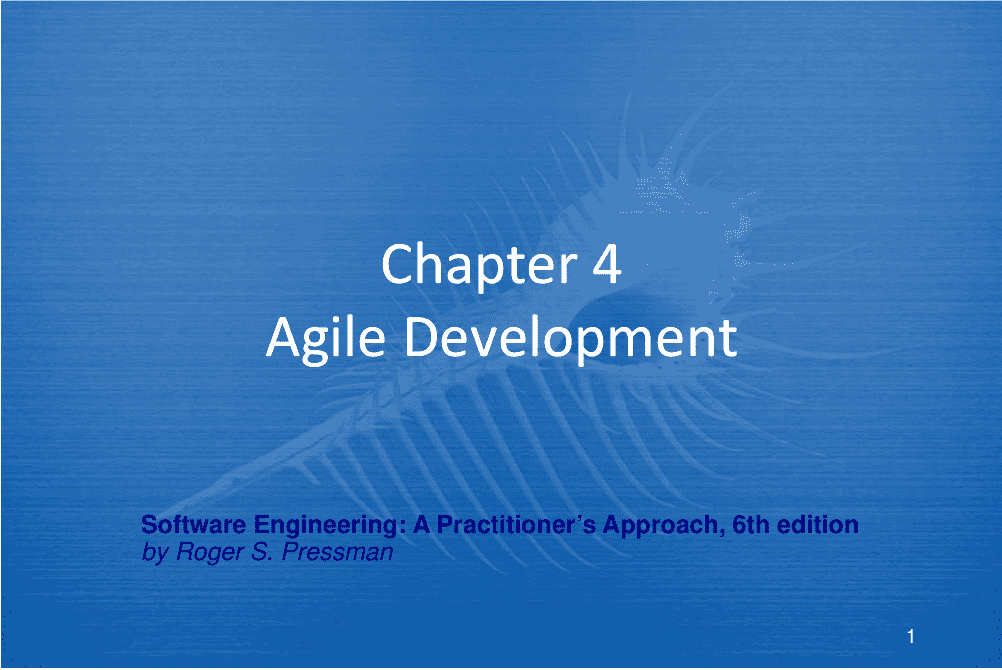 Chapter 4
Agile Development
Software Engineering: A Practitioner’s Approach, 6th edition
by Roger S. Pressman
1